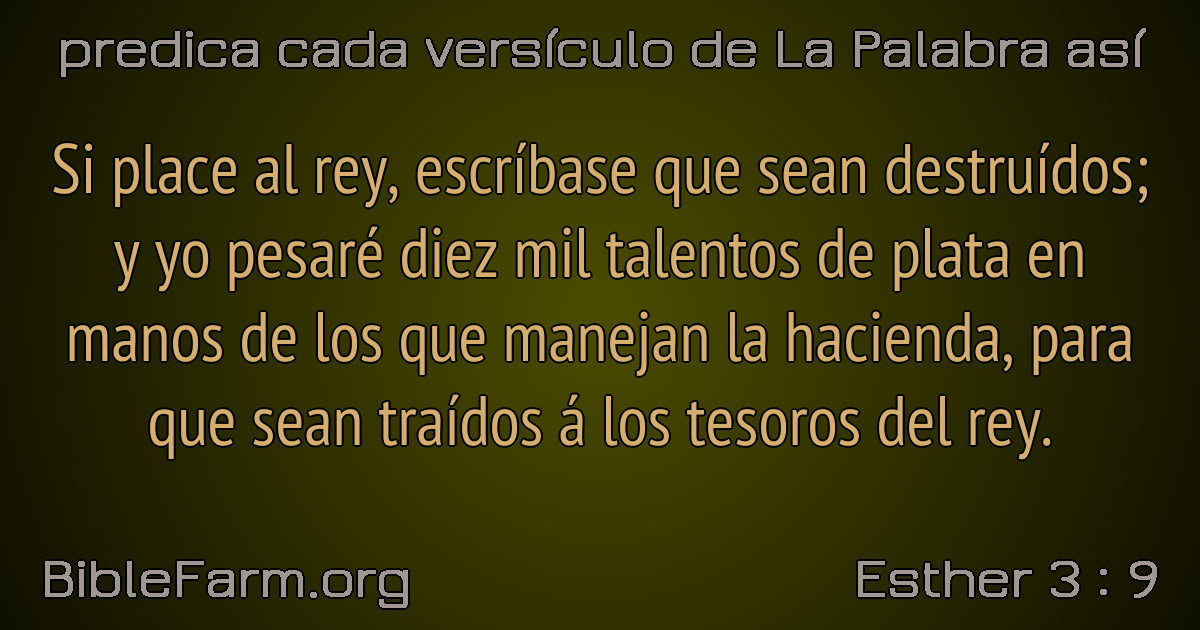 predica cada versículo de La Palabra así
Si place al rey, escríbase que sean destruídos;
y yo pesaré diez mil talentos de plata en
manos de los que manejan la hacienda, para
que sean traídos á los tesoros del rey.
BibleFarm.org
Esther 3 : 9